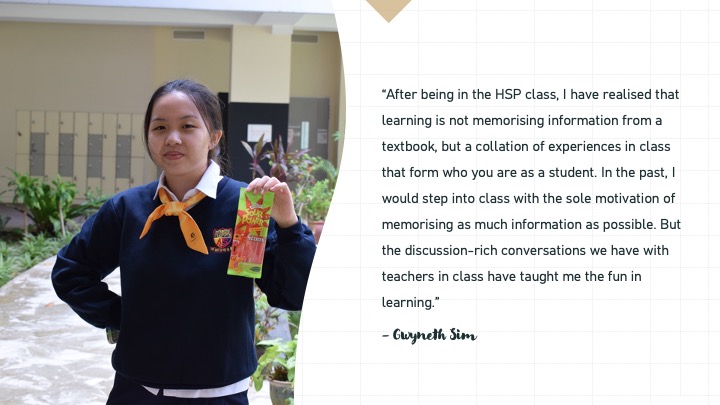 SOUR
POWER
“After being in the HSP class, I have realised that
learning is not memorising information from a
textbook, but a collation of experiences in class
that form who you are as a student. In the past, I
would step into class with the sole motivation of
memorising as much information as possible. But
the discussion-rich conversations we have with
teachers in class have taught me the fun in
learning.”
– Gwyneth Sim